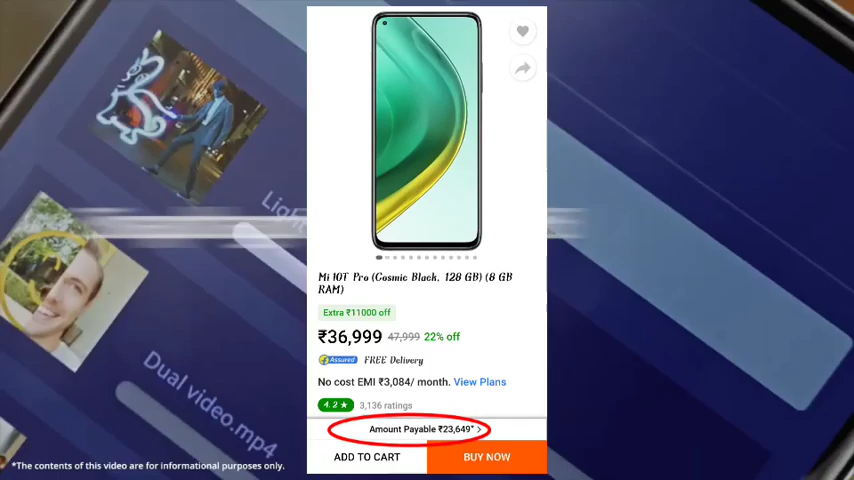 Mi 10T Pro (Cosmic Black, 128 GB) (8 GB
RAM)
Extra ₹11000 off
₹36,999 47,999 22% off
Assured FREE Delivery
No cost EMI ₹3,084/ month. View Plans
4.2 ★ 3,136 ratings
Amount Payable ₹23,649* >
ADD TO CART BUY NOW
Dual video.mp4
*The contents of this video are for informational purposes only.